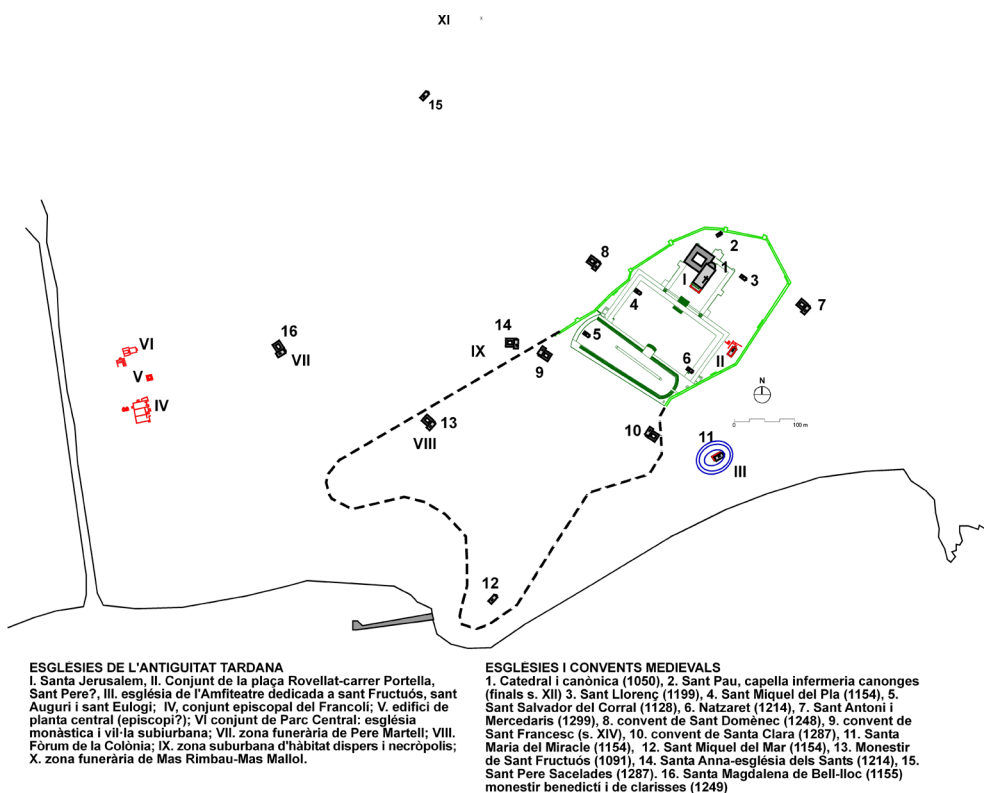 XI
x
15
2
8
1
I
3
4
7
16
14
VI
5
VII
IX
II
V
9
6
N
IV
13
0
100 m
10
11
VIII
III
12
ESGLÉSIES DE L'ANTIGUITAT TARDANA
I. Santa Jerusalem, II. Conjunt de la plaça Rovellat-carrer Portella,
Sant Pere?, III. església de l'Amfiteatre dedicada a sant Fructuós, sant
Auguri i sant Eulogi; IV, conjunt episcopal del Francolí; V. edifici de
planta central (episcopi?); VI conjunt de Parc Central: església
monàstica i vil·la subiurbana; VII. zona funerària de Pere Martell; VIII.
Fòrum de la Colònia; IX. zona suburbana d'hàbitat dispers i necròpolis;
X. zona funerària de Mas Rimbau-Mas Mallol.
ESGLÉSIES I CONVENTS MEDIEVALS
1. Catedral i canònica (1050), 2. Sant Pau, capella infermeria canonges
(finals s. XII) 3. Sant Llorenç (1199), 4. Sant Miquel del Pla (1154), 5.
Sant Salvador del Corral (1128), 6. Natzaret (1214), 7. Sant Antoni i
Mercedaris (1299), 8. convent de Sant Domènec (1248), 9. convent de
Sant Francesc (s. XIV), 10. convent de Santa Clara (1287), 11. Santa
Maria del Miracle (1154), 12. Sant Miquel del Mar (1154), 13. Monestir
de Sant Fructuós (1091), 14. Sant Anna-església dels Sants (1214), 15.
Sant Pere Sacelades (1287). 16. Santa Magdalena de Bell-lloc (1155)
monestir benedictí i de clarisses (1249)